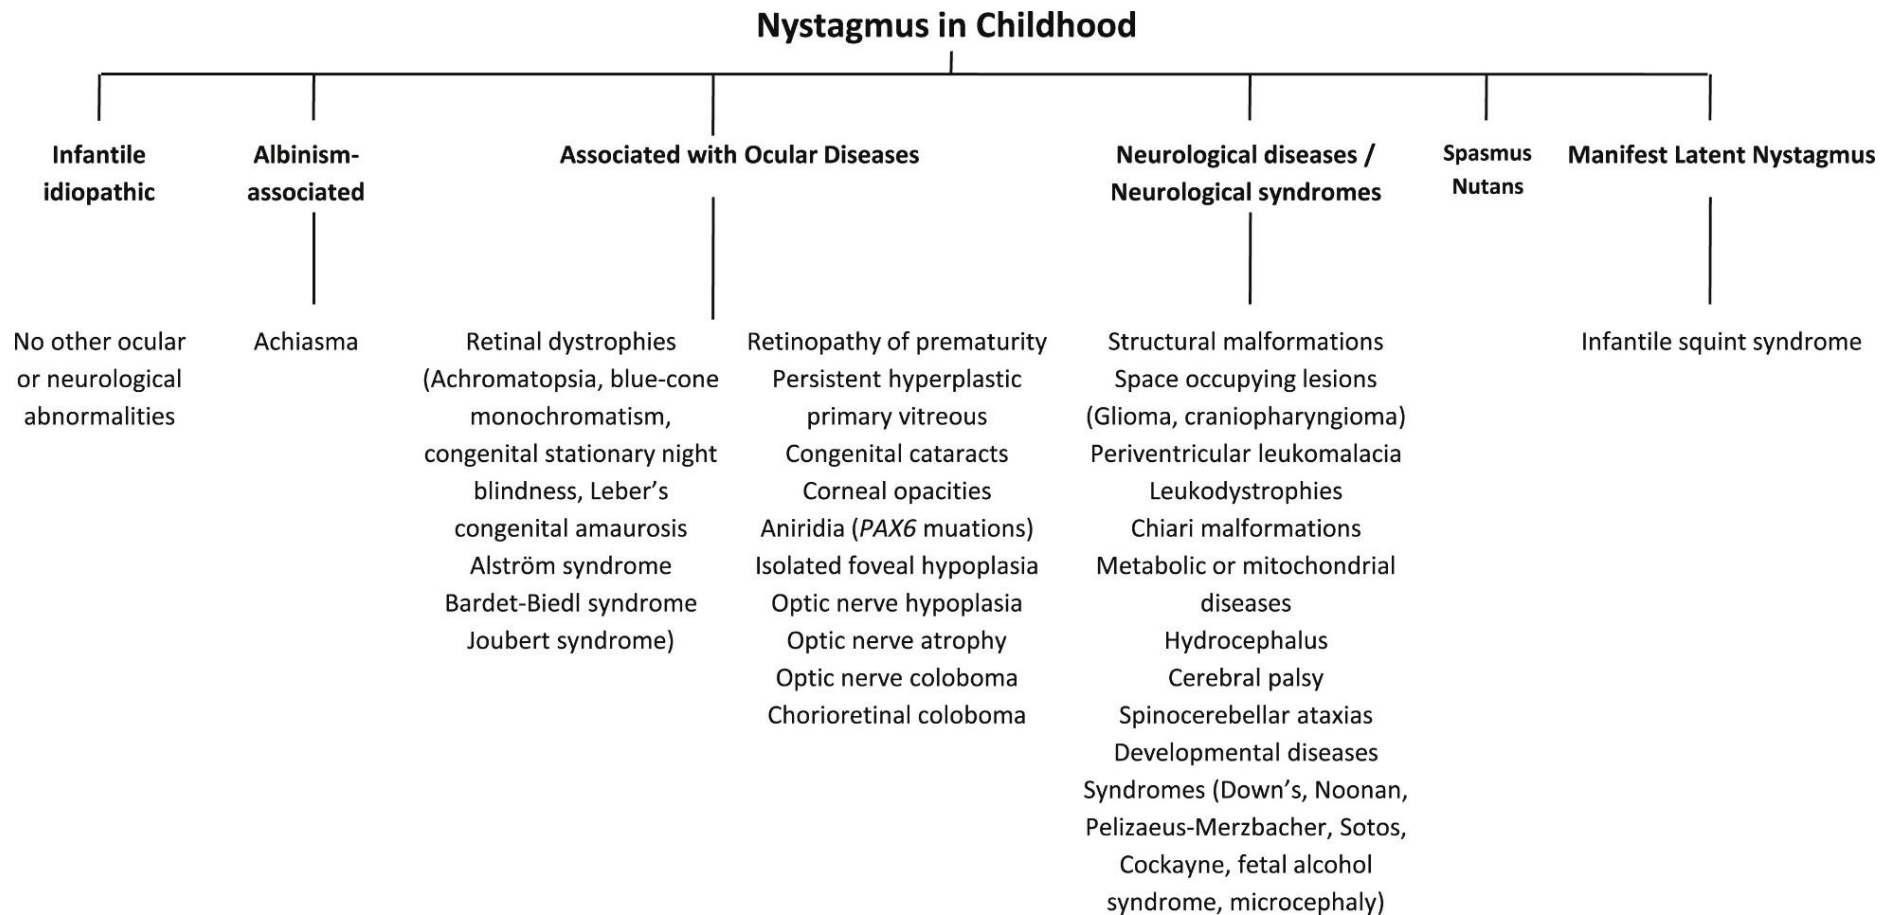 Nystagmus in Childhood
Infantile
idiopathic
Albinism-
associated
Associated with Ocular Diseases
Neurological diseases /
Neurological syndromes
Spasmus
Nutans
Manifest Latent Nystagmus
No other ocular
or neurological
abnormalities
Achiasma
Retinal dystrophies
(Achromatopsia, blue-cone
monochromatism,
congenital stationary night
blindness, Leber’s
congenital amaurosis
Alström syndrome
Bardet-Biedl syndrome
Joubert syndrome)
Retinopathy of prematurity
Persistent hyperplastic
primary vitreous
Congenital cataracts
Corneal opacities
Aniridia (PAX6 muations)
Isolated foveal hypoplasia
Optic nerve hypoplasia
Optic nerve atrophy
Optic nerve coloboma
Chorioretinal coloboma
Structural malformations
Space occupying lesions
(Glioma, craniopharyngioma)
Periventricular leukomalacia
Leukodystrophies
Chiari malformations
Metabolic or mitochondrial
diseases
Hydrocephalus
Cerebral palsy
Spinocerebellar ataxias
Developmental diseases
Syndromes (Down’s, Noonan,
Pelizaeus-Merzbacher, Sotos,
Cockayne, fetal alcohol
syndrome, microcephaly)
Infantile squint syndrome